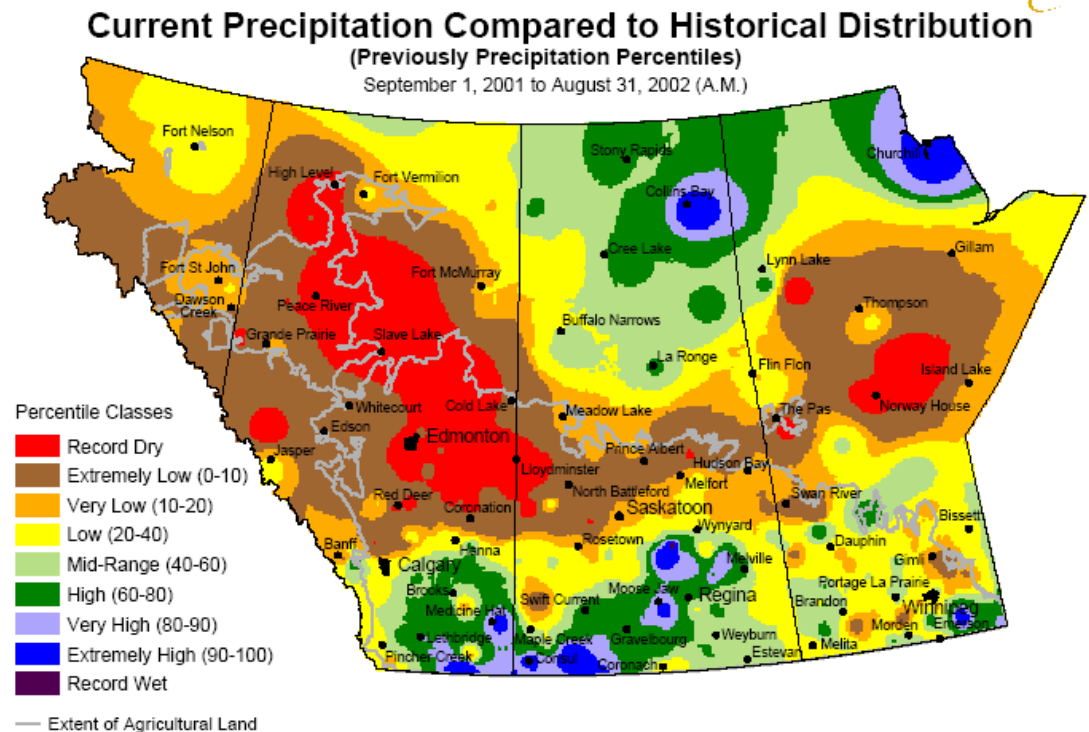 Current Precipitation Compared to Historical Distribution
(Previously Precipitation Percentiles)
September 1, 2001 to August 31, 2002 (A.M.)
Fort Nelson
Stony Rapids
Churchill
High Level
Fort Vermilion
Collins Bay
Cree Lake
Gillam
Fort St John
Fort McMurray
Lynn Lake
Dawson
Creek
Peace River
Thompson
Grande Prairie
Slave Lake
Buffalo Narrows
La Ronge
Flin Flon
Island Lake
Whitecourt
Cold Lake
Meadow Lake
The Pas
Norway House
Percentile Classes
Record Dry
Extremely Low (0-10)
Very Low (10-20)
Low (20-40)
Mid-Range (40-60)
High (60-80)
Very High (80-90)
Extremely High (90-100)
Record Wet
Extent of Agricultural Land
Edson
Edmonton
Jasper
Lloydminster
Prince Albert
Hudson Bay
Melfort
North Battleford
Red Deer
Coronation
Saskatoon
Swan River
Bissett
Wynyard
Banff
Hanna
Rosetown
Dauphin
Calgary
Melville
Gimli
Brooks
Moose Jaw
Regina
Portage La Prairie
Medicine Hat
Swift Current
Brandon
Winnipeg
Lethbridge
Maple Creek
Gravelbourg
Weyburn
Morden
Emerson
Pincher Creek
Consul
Coronach
Estevan
Melita